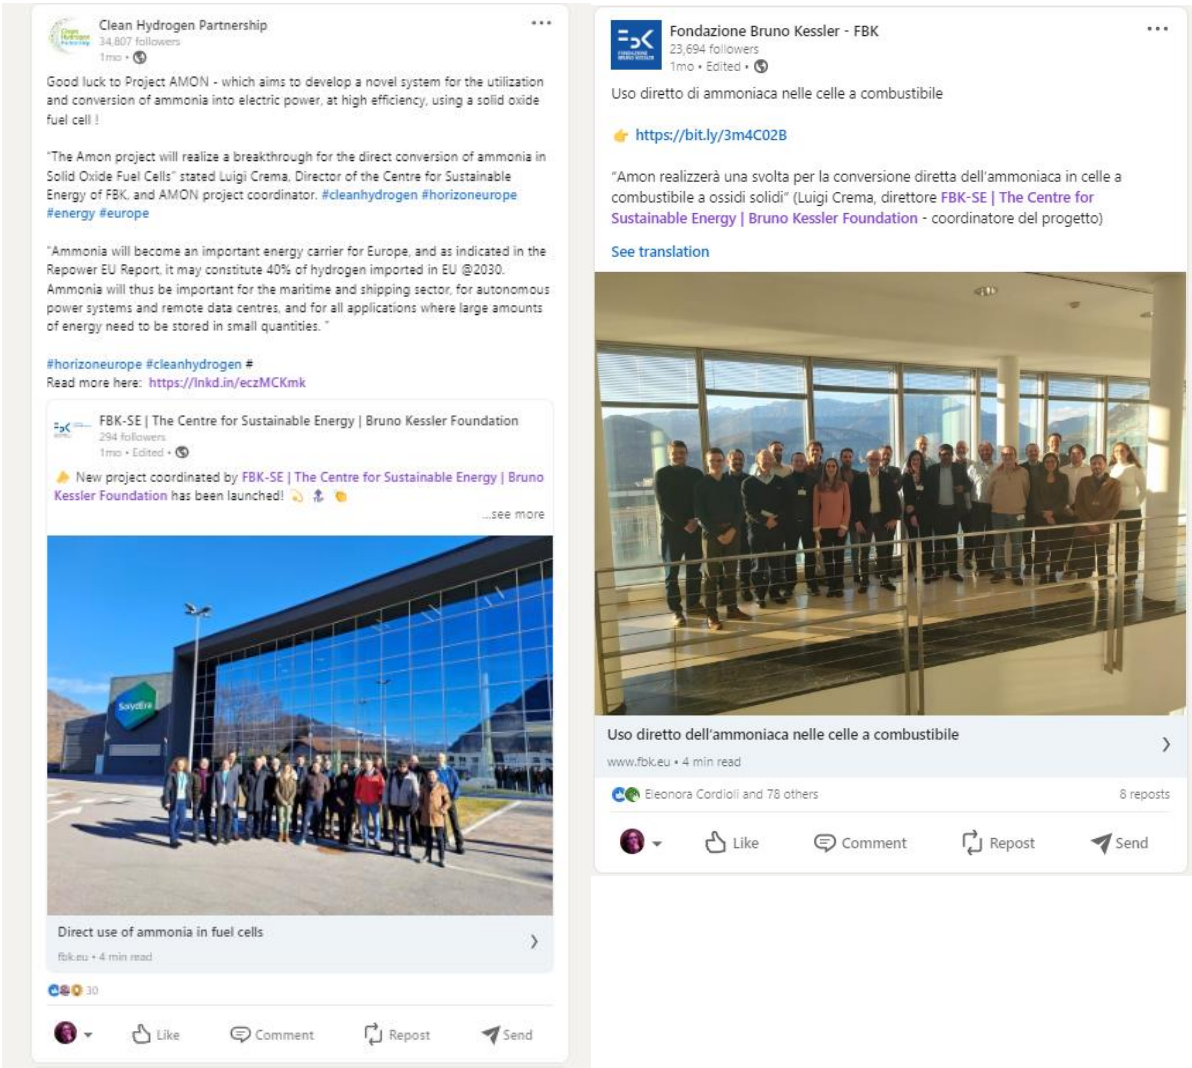 Clean Hydrogen Partnership
34,807 followers
1mo •
Good luck to Project AMON - which aims to develop a novel system for the utilization
and conversion of ammonia into electric power, at high efficiency, using a solid oxide
fuel cell !
"The Amon project will realize a breakthrough for the direct conversion of ammonia in
Solid Oxide Fuel Cells" stated Luigi Crema, Director of the Centre for Sustainable
Energy of FBK, and AMON project coordinator. #cleanhydrogen #horizoneurope
#energy #europe
"Ammonia will become an important energy carrier for Europe, and as indicated in the
Repower EU Report, it may constitute 40% of hydrogen imported in EU @2030.
Ammonia will thus be important for the maritime and shipping sector, for autonomous
power systems and remote data centres, and for all applications where large amounts
of energy need to be stored in small quantities. "
#horizoneurope #cleanhydrogen #
Read more here: https://lnkd.in/eczMCKmk
FBK-SE | The Centre for Sustainable Energy | Bruno Kessler Foundation
294 followers
1mo • Edited •
New project coordinated by FBK-SE | The Centre for Sustainable Energy | Bruno
Kessler Foundation has been launched!
...see more
SolydEra
Direct use of ammonia in fuel cells
fbk.eu • 4 min read
30
Like Comment Repost Send
Fondazione Bruno Kessler - FBK
FONDAZIONE
BRUNO KESSLER
23,694 followers
1mo • Edited •
Uso diretto di ammoniaca nelle celle a combustibile
https://bit.ly/3m4C02B
"Amon realizzerà una svolta per la conversione diretta dell'ammoniaca in celle a
combustibile a ossidi solidi" (Luigi Crema, direttore FBK-SE | The Centre for
Sustainable Energy | Bruno Kessler Foundation - coordinatore del progetto)
See translation
Uso diretto dell'ammoniaca nelle celle a combustibile
www.fbk.eu • 4 min read
Eleonora Cordioli and 78 others
8 reposts
Like Comment Repost Send